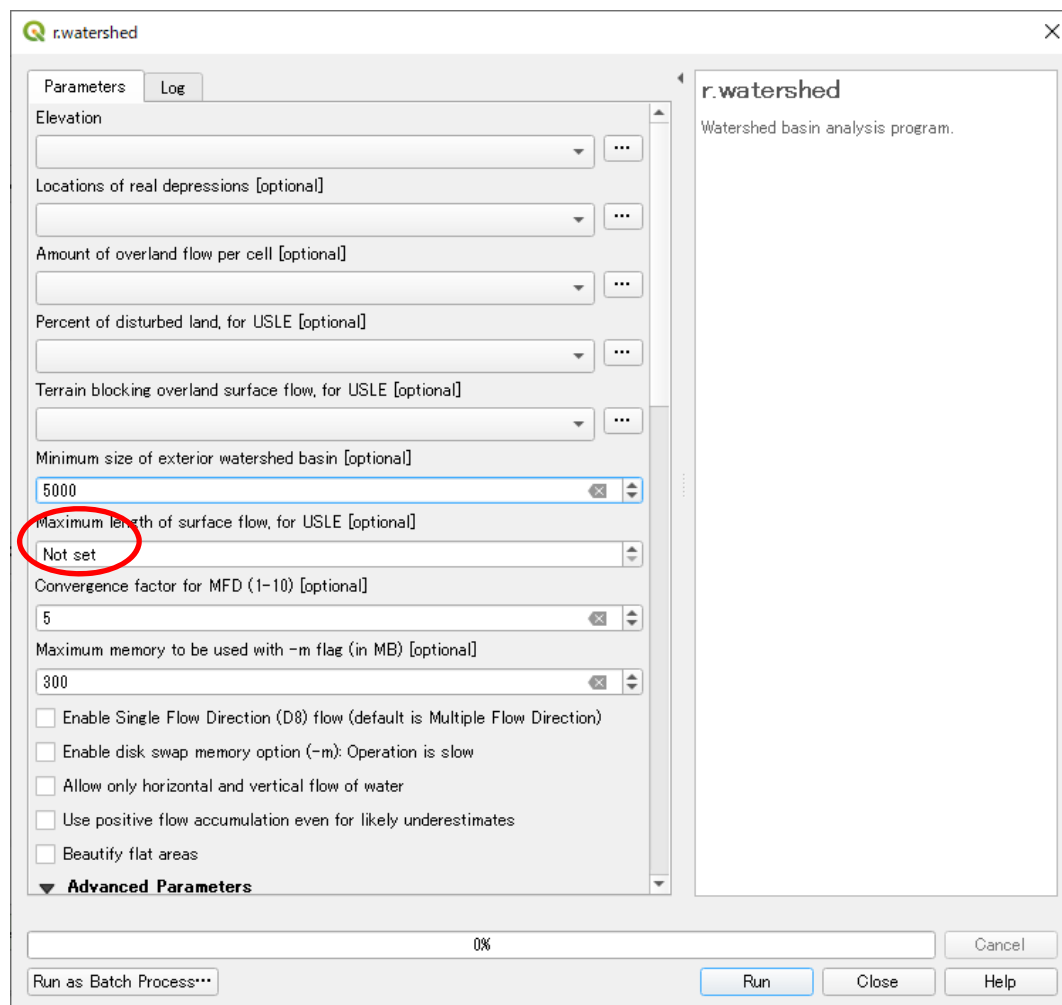 r.watershed
Parameters
Log
Elevation
...
Locations of real depressions [optional]
...
Amount of overland flow per cell [optional]
...
Percent of disturbed land, for USLE [optional]
...
Terrain blocking overland surface flow, for USLE [optional]
...
Minimum size of exterior watershed basin [optional]
5000
Maximum length of surface flow, for USLE [optional]
Not set
Convergence factor for MFD (1-10) [optional]
5
Maximum memory to be used with -m flag (in MB) [optional]
300
Enable Single Flow Direction (D8) flow (default is Multiple Flow Direction)
Enable disk swap memory option (-m): Operation is slow
Allow only horizontal and vertical flow of water
Use positive flow accumulation even for likely underestimates
Beautify flat areas
Advanced Parameters
r.watershed
Watershed basin analysis program.
0%
Cancel
Run as Batch Process…
Run
Close
Help